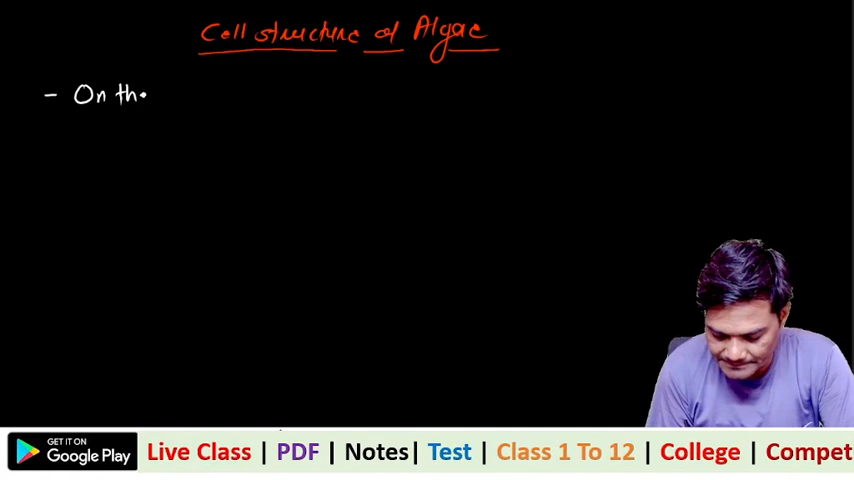 Cell structure of Algae
- On th
GET IT ON
Google Play
Live Class | PDF | Notes| Test | Class 1 To 12 | College | Compet